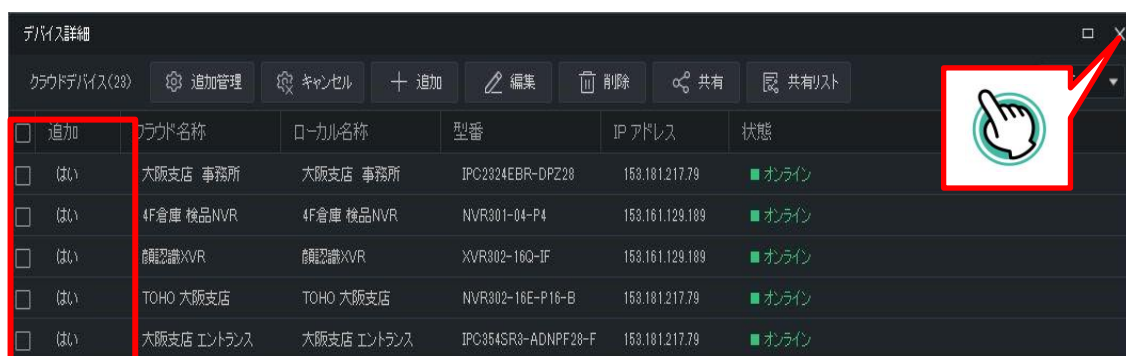 デバイス詳細
クラウドデバイス(23) 追加管理 キャンセル 追加 編集 削除 共有 共有リスト
追加 クラウド名称 ローカル名称 型番 IP アドレス 状態
はい 大阪支店 事務所 大阪支店 事務所 IPC2324EBR-DPZ28 153.181.217.79 オンライン
はい 4F倉庫 検品NVR 4F倉庫 検品NVR NVR301-04-P4 153.161.129.189 オンライン
はい 顔認識XVR 顔認識XVR XVR302-16Q-IF 153.161.129.189 オンライン
はい TOHO 大阪支店 TOHO 大阪支店 NVR302-16E-P16-B 153.181.217.79 オンライン
はい 大阪支店 エントランス 大阪支店 エントランス IPC354SR3-ADNPF28-F 153.181.217.79 オンライン